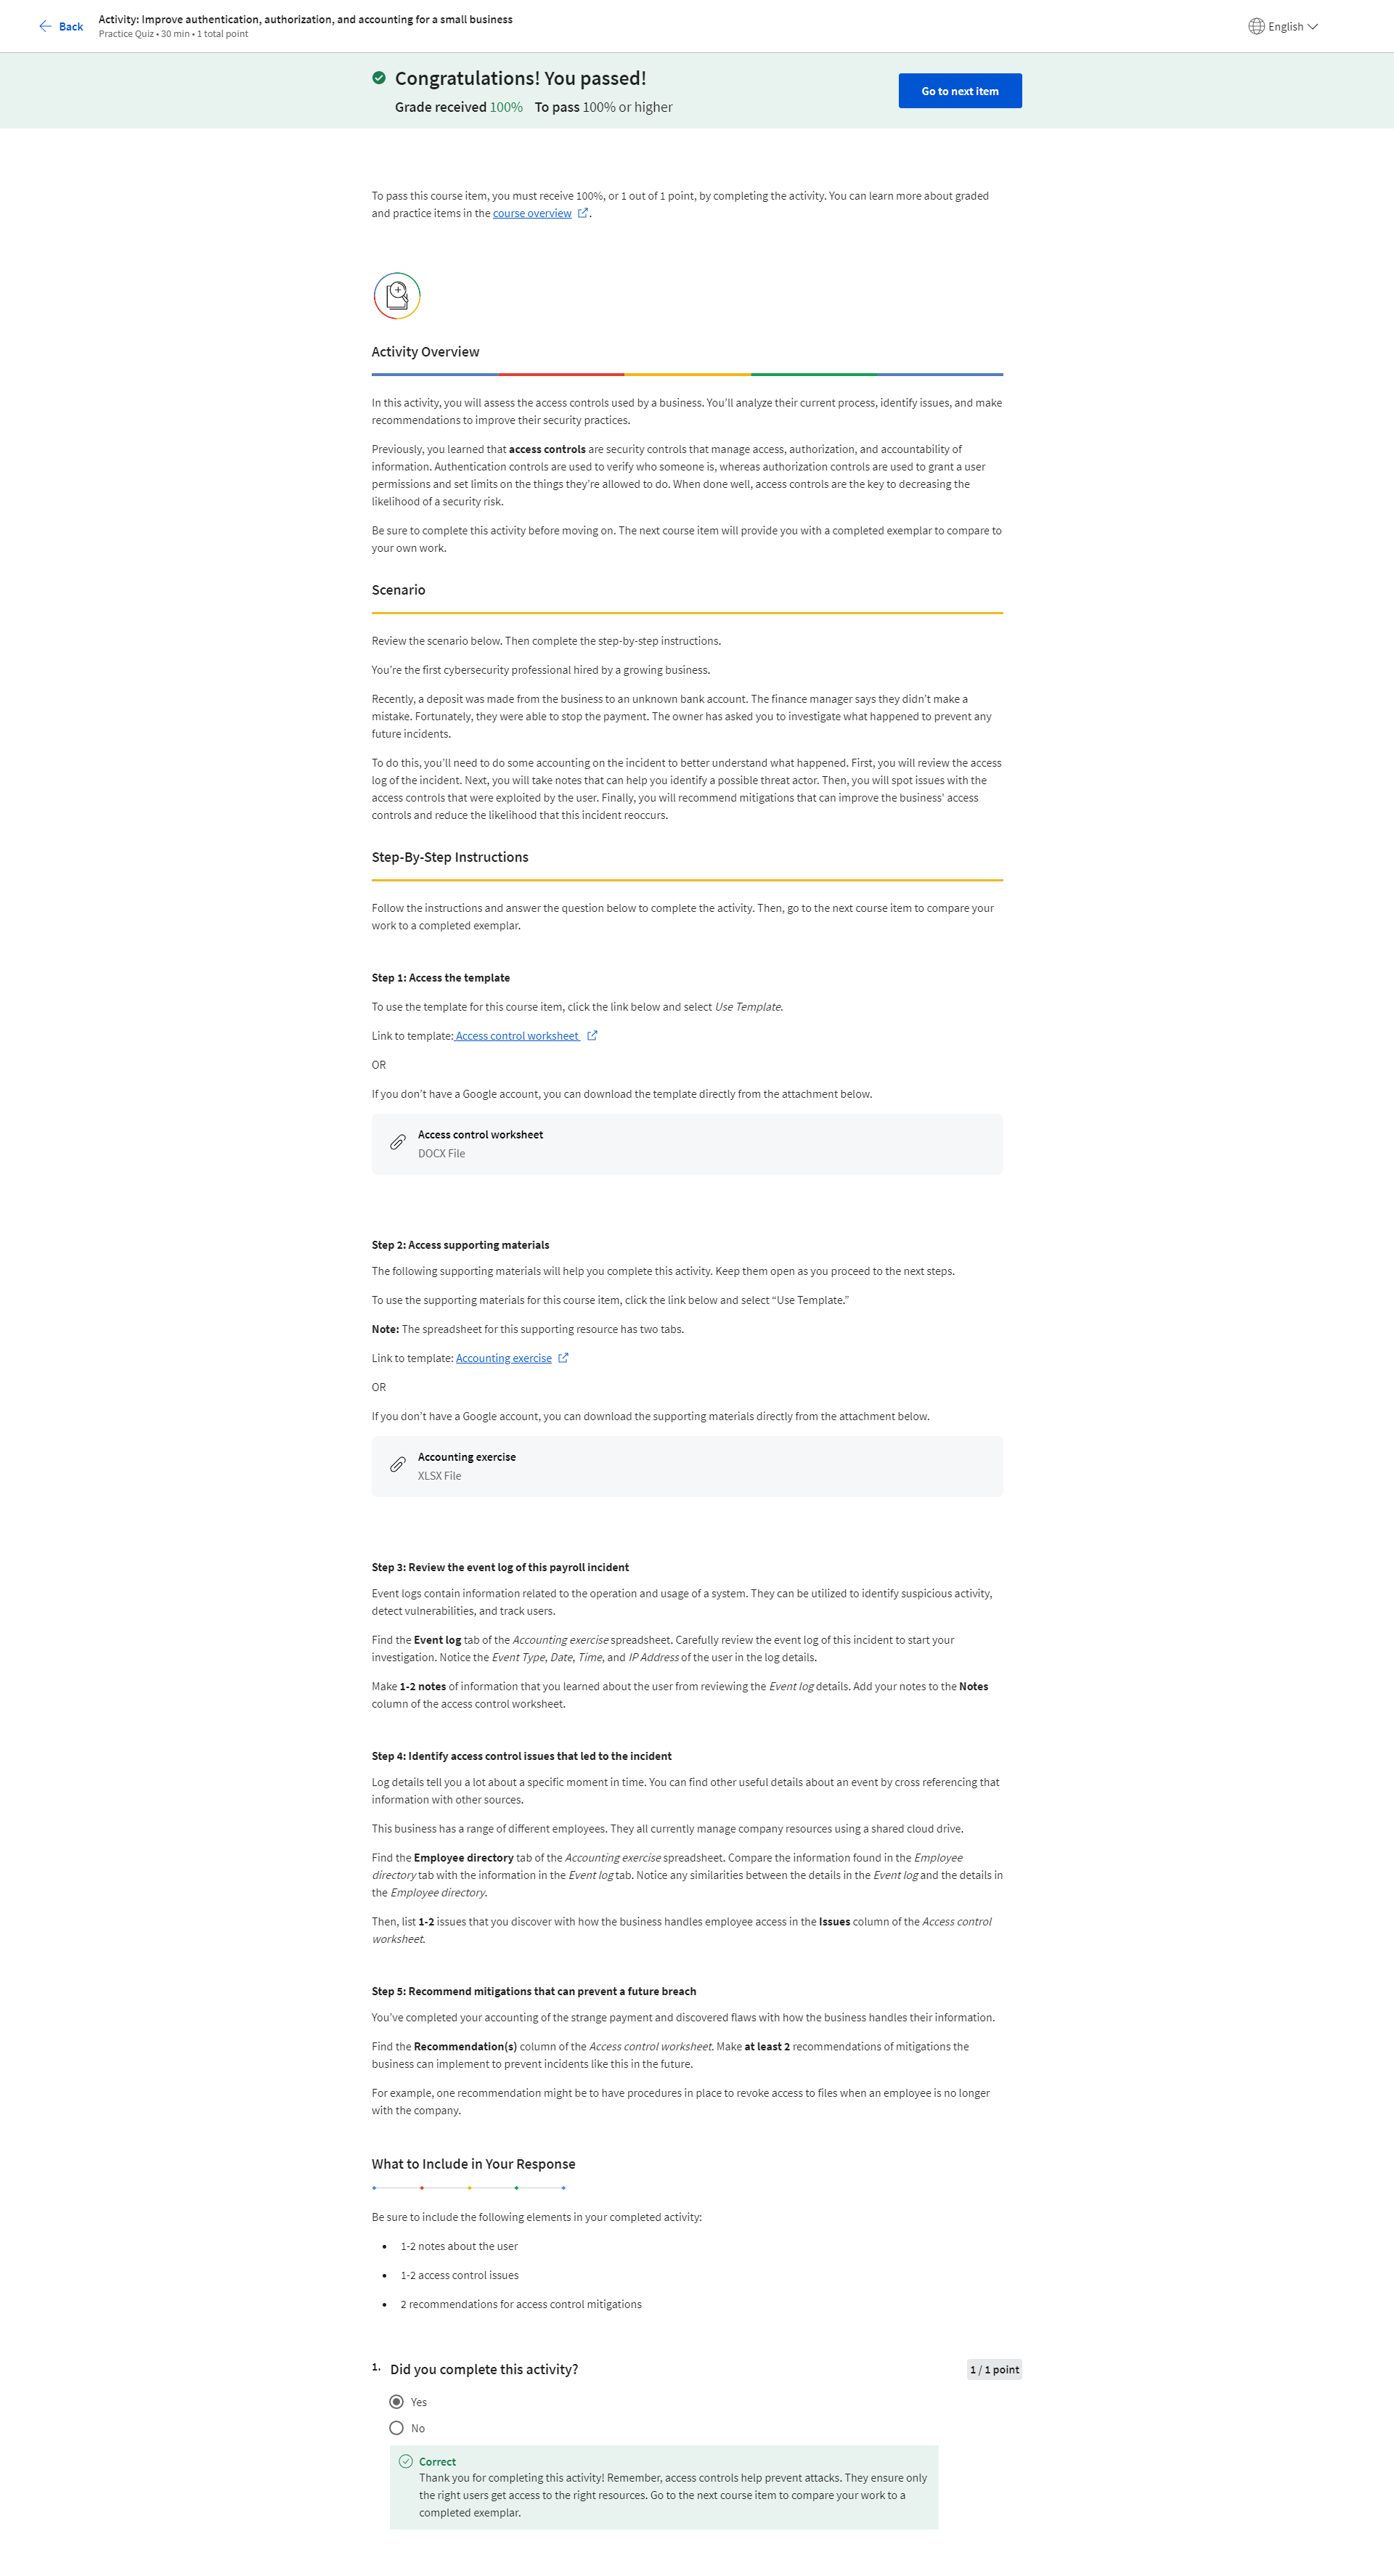 Back
Activity: Improve authentication, authorization, and accounting for a small business
Practice Quiz • 30 min • 1 total point
English
Congratulations! You passed!
Grade received 100% To pass 100% or higher
Go to next item
To pass this course item, you must receive 100%, or 1 out of 1 point, by completing the activity. You can learn more about graded
and practice items in the course overview .
Activity Overview
In this activity, you will assess the access controls used by a business. You’ll analyze their current process, identify issues, and make
recommendations to improve their security practices.
Previously, you learned that access controls are security controls that manage access, authorization, and accountability of
information. Authentication controls are used to verify who someone is, whereas authorization controls are used to grant a user
permissions and set limits on the things they’re allowed to do. When done well, access controls are the key to decreasing the
likelihood of a security risk.
Be sure to complete this activity before moving on. The next course item will provide you with a completed exemplar to compare to
your own work.
Scenario
Review the scenario below. Then complete the step-by-step instructions.
You’re the first cybersecurity professional hired by a growing business.
Recently, a deposit was made from the business to an unknown bank account. The finance manager says they didn’t make a
mistake. Fortunately, they were able to stop the payment. The owner has asked you to investigate what happened to prevent any
future incidents.
To do this, you’ll need to do some accounting on the incident to better understand what happened. First, you will review the access
log of the incident. Next, you will take notes that can help you identify a possible threat actor. Then, you will spot issues with the
access controls that were exploited by the user. Finally, you will recommend mitigations that can improve the business' access
controls and reduce the likelihood that this incident reoccurs.
Step-By-Step Instructions
Follow the instructions and answer the question below to complete the activity. Then, go to the next course item to compare your
work to a completed exemplar.
Step 1: Access the template
To use the template for this course item, click the link below and select Use Template.
Link to template: Access control worksheet
OR
If you don’t have a Google account, you can download the template directly from the attachment below.
Access control worksheet
DOCX File
Step 2: Access supporting materials
The following supporting materials will help you complete this activity. Keep them open as you proceed to the next steps.
To use the supporting materials for this course item, click the link below and select “Use Template.”
Note: The spreadsheet for this supporting resource has two tabs.
Link to template: Accounting exercise
OR
If you don’t have a Google account, you can download the supporting materials directly from the attachment below.
Accounting exercise
XLSX File
Step 3: Review the event log of this payroll incident
Event logs contain information related to the operation and usage of a system. They can be utilized to identify suspicious activity,
detect vulnerabilities, and track users.
Find the Event log tab of the Accounting exercise spreadsheet. Carefully review the event log of this incident to start your
investigation. Notice the Event Type, Date, Time, and IP Address of the user in the log details.
Make 1-2 notes of information that you learned about the user from reviewing the Event log details. Add your notes to the Notes
column of the access control worksheet.
Step 4: Identify access control issues that led to the incident
Log details tell you a lot about a specific moment in time. You can find other useful details about an event by cross referencing that
information with other sources.
This business has a range of different employees. They all currently manage company resources using a shared cloud drive.
Find the Employee directory tab of the Accounting exercise spreadsheet. Compare the information found in the Employee
directory tab with the information in the Event log tab. Notice any similarities between the details in the Event log and the details in
the Employee directory.
Then, list 1-2 issues that you discover with how the business handles employee access in the Issues column of the Access control
worksheet.
Step 5: Recommend mitigations that can prevent a future breach
You’ve completed your accounting of the strange payment and discovered flaws with how the business handles their information.
Find the Recommendation(s) column of the Access control worksheet. Make at least 2 recommendations of mitigations the
business can implement to prevent incidents like this in the future.
For example, one recommendation might be to have procedures in place to revoke access to files when an employee is no longer
with the company.
What to Include in Your Response
Be sure to include the following elements in your completed activity:
• 1-2 notes about the user
• 1-2 access control issues
• 2 recommendations for access control mitigations
1. Did you complete this activity?
1 / 1 point
Yes
No
Correct
Thank you for completing this activity! Remember, access controls help prevent attacks. They ensure only
the right users get access to the right resources. Go to the next course item to compare your work to a
completed exemplar.